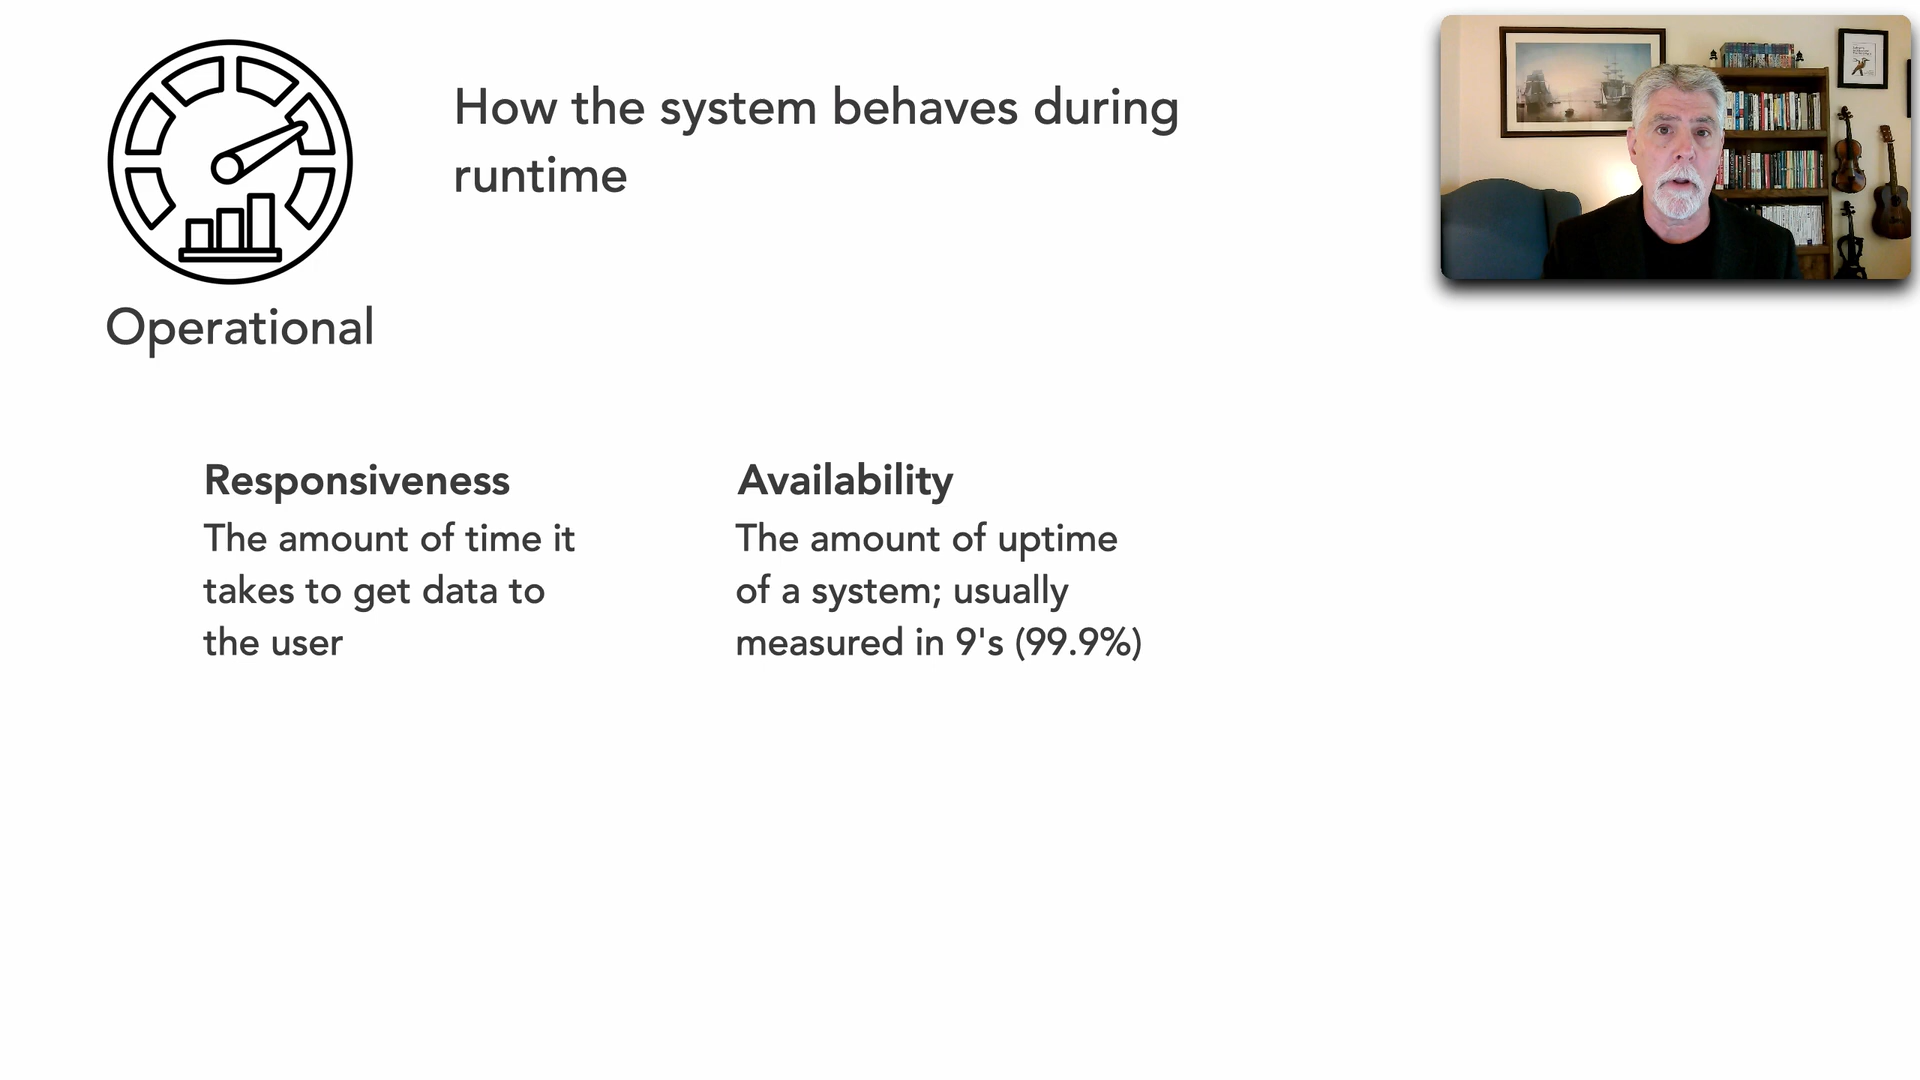 How the system behaves during
runtime
Operational
Responsiveness
The amount of time it
takes to get data to
the user
Availability
The amount of uptime
of a system; usually
measured in 9's (99.9%)